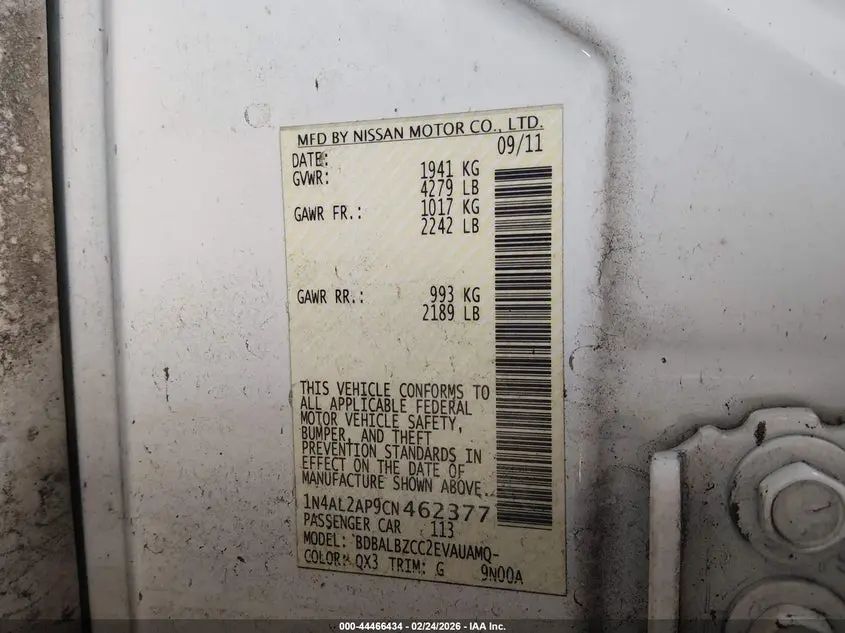 MFD BY NISSAN MOTOR CO., LTD.
DATE: 09/11
GVWR: 1941 KG
4279 LB
GAWR FR.: 1017 KG
2242 LB
GAWR RR.: 993 KG
2189 LB
THIS VEHICLE CONFORMS TO
ALL APPLICABLE FEDERAL
MOTOR VEHICLE SAFETY,
BUMPER, AND THEFT
PREVENTION STANDARDS IN
EFFECT ON THE DATE OF
MANUFACTURE SHOWN ABOVE.
1N4AL2AP9CN462377
PASSENGER CAR 113
MODEL: BDBALBZCC2EVAUAMQ-
COLOR: QX3 TRIM: G 9N00A
000-44466434 - 02/24/2026 - IAA Inc.